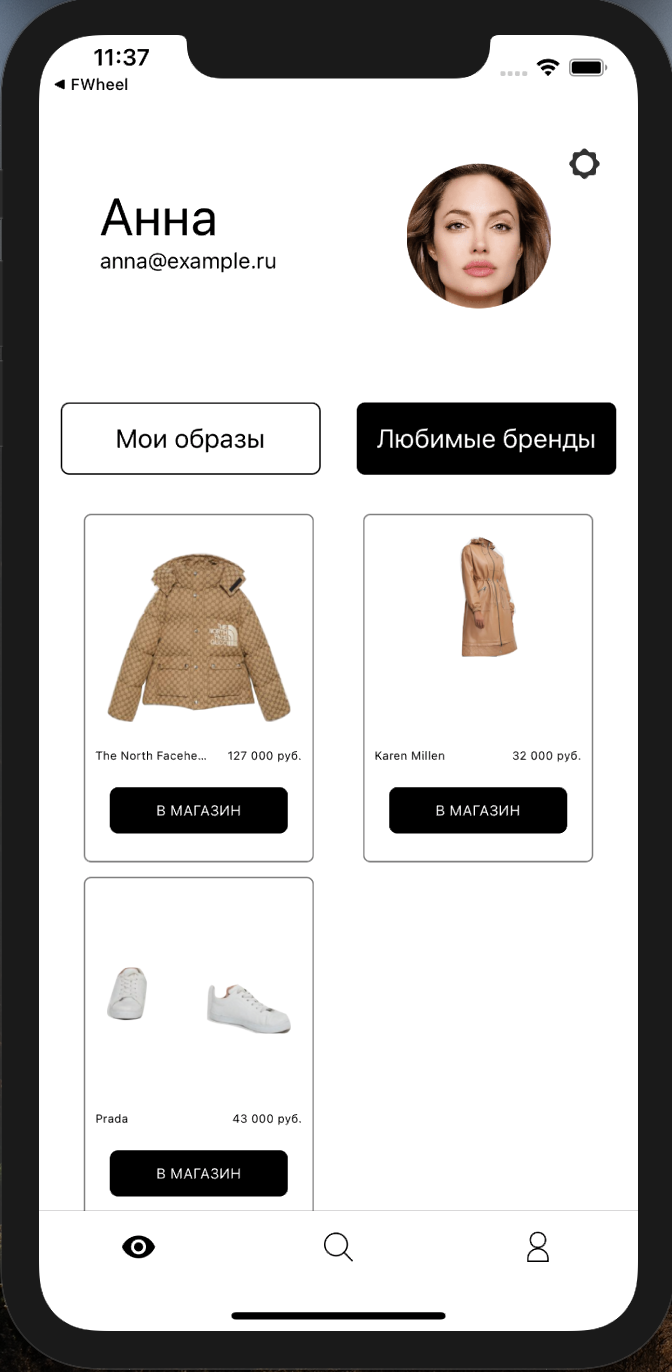 11:37
◀ FWheel
Анна
anna@example.ru
Мои образы
Любимые бренды
THE
NORTH
FACE
GUCCI
The North Facehe...
127 000 руб.
Karen Millen
32 000 руб.
В МАГАЗИН
В МАГАЗИН
Prada
43 000 руб.
В МАГАЗИН